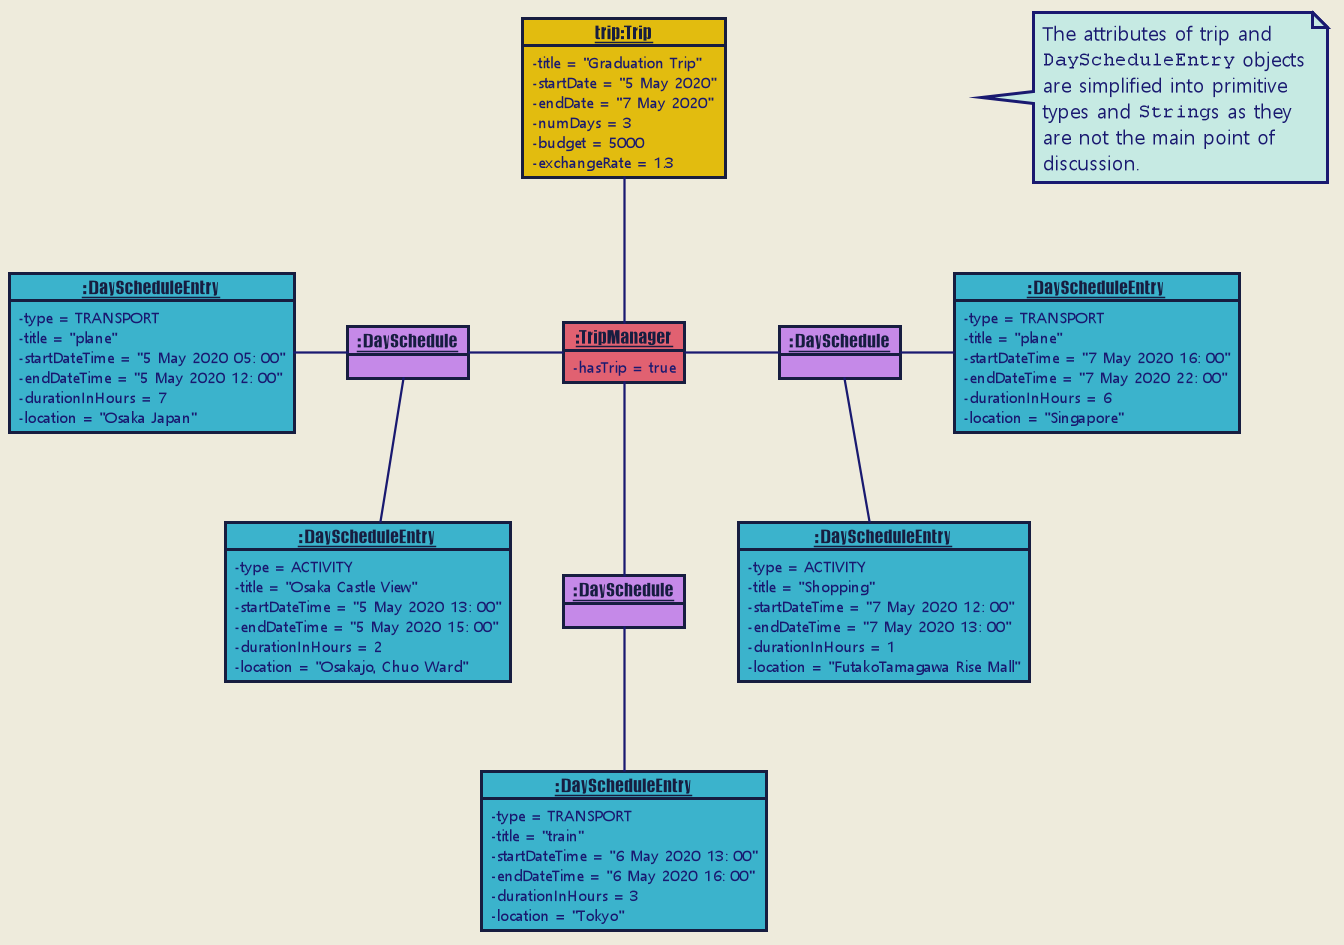 trip:Trip
-title = "Graduation Trip"
-startDate = "5 May 2020"
-endDate = "7 May 2020"
-numDays = 3
-budget = 5000
-exchangeRate = 1.3
The attributes of trip and
DayScheduleEntry objects
are simplified into primitive
types and Strings as they
are not the main point of
discussion.
:DayScheduleEntry
-type = TRANSPORT
-title = "plane"
-startDateTime = "5 May 2020 05:00"
-endDateTime = "5 May 2020 12:00"
-durationInHours = 7
-location = "Osaka Japan"
:DaySchedule
:TripManager
-hasTrip = true
:DaySchedule
:DayScheduleEntry
-type = TRANSPORT
-title = "plane"
-startDateTime = "7 May 2020 16:00"
-endDateTime = "7 May 2020 22:00"
-durationInHours = 6
-location = "Singapore"
:DayScheduleEntry
-type = ACTIVITY
-title = "Osaka Castle View"
-startDateTime = "5 May 2020 13:00"
-endDateTime = "5 May 2020 15:00"
-durationInHours = 2
-location = "Osakajo, Chuo Ward"
:DaySchedule
:DayScheduleEntry
-type = ACTIVITY
-title = "Shopping"
-startDateTime = "7 May 2020 12:00"
-endDateTime = "7 May 2020 13:00"
-durationInHours = 1
-location = "FutakoTamagawa Rise Mall"
:DayScheduleEntry
-type = TRANSPORT
-title = "train"
-startDateTime = "6 May 2020 13:00"
-endDateTime = "6 May 2020 16:00"
-durationInHours = 3
-location = "Tokyo"